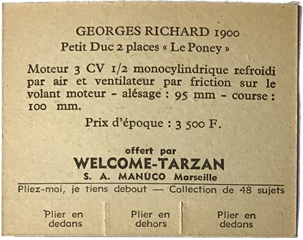 GEORGES RICHARD 1900
Petit Duc 2 places « Le Poney »
Moteur 3 CV 1/2 monocylindrique refroidi
par air et ventilateur par friction sur le
volant moteur - alésage : 95 mm - course :
100 mm.
Prix d'époque : 3 500 F.
offert par
WELCOME-TARZAN
S. A. MANUCO Marseille
Pliez-moi, je tiens debout — Collection de 48 sujets
Plier en dedans
Plier en dehors
Plier en dedans